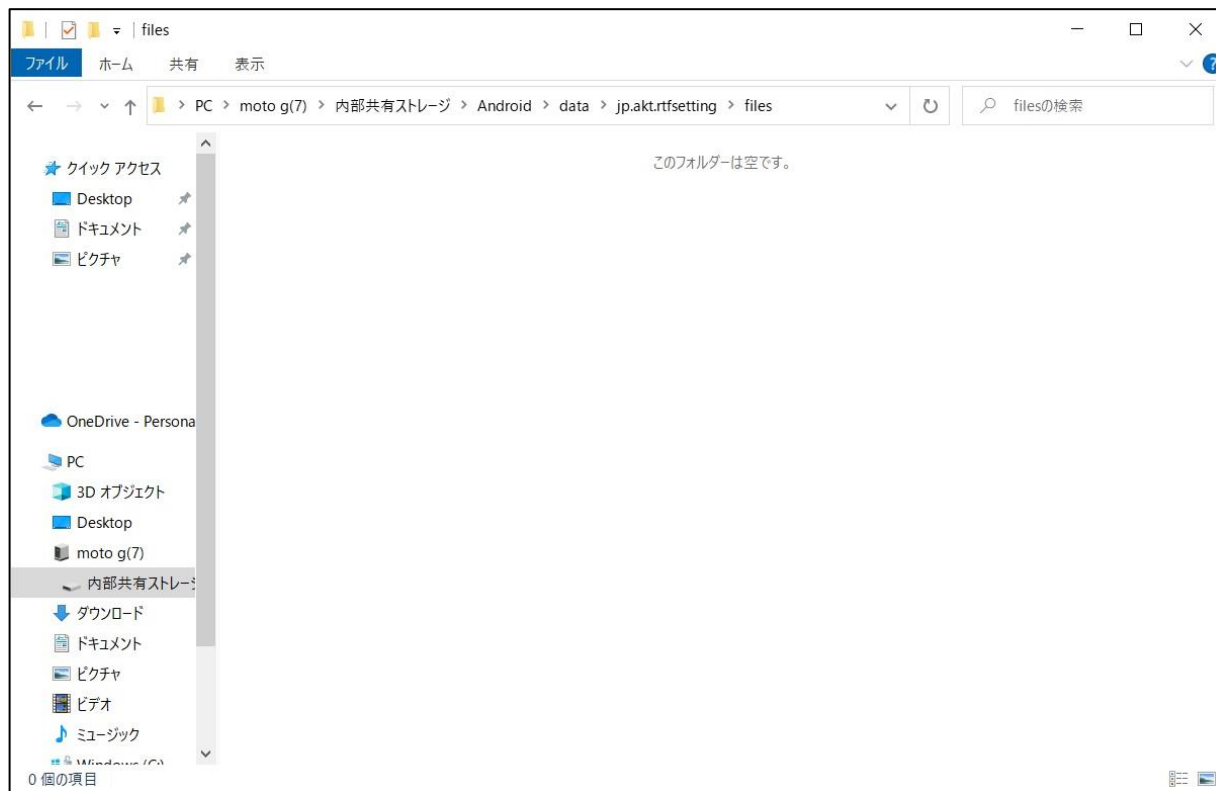 files
ファイル ホーム 共有 表示
PC > moto g(7) > 内部共有ストレージ > Android > data > jp.akt.rtfsetting > files
filesの検索
このフォルダーは空です。
クイック アクセス
Desktop
ドキュメント
ピクチャ
OneDrive - Persona
PC
3D オブジェクト
Desktop
moto g(7)
内部共有ストレージ
ダウンロード
ドキュメント
ピクチャ
ビデオ
ミュージック
Windows (C:)
0 個の項目